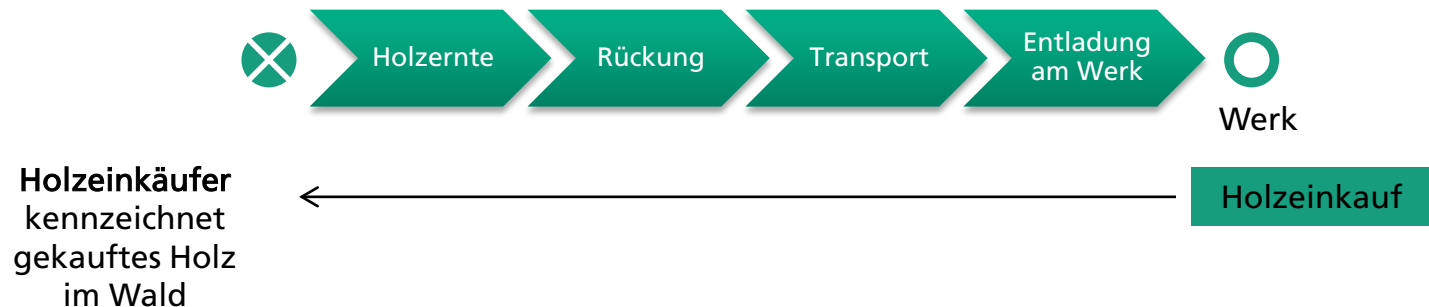 Holzernte
Rückung
Transport
Entladung
am Werk
Werk
Holzeinkäufer
kennzeichnet
gekauftes Holz
im Wald
Holzeinkauf